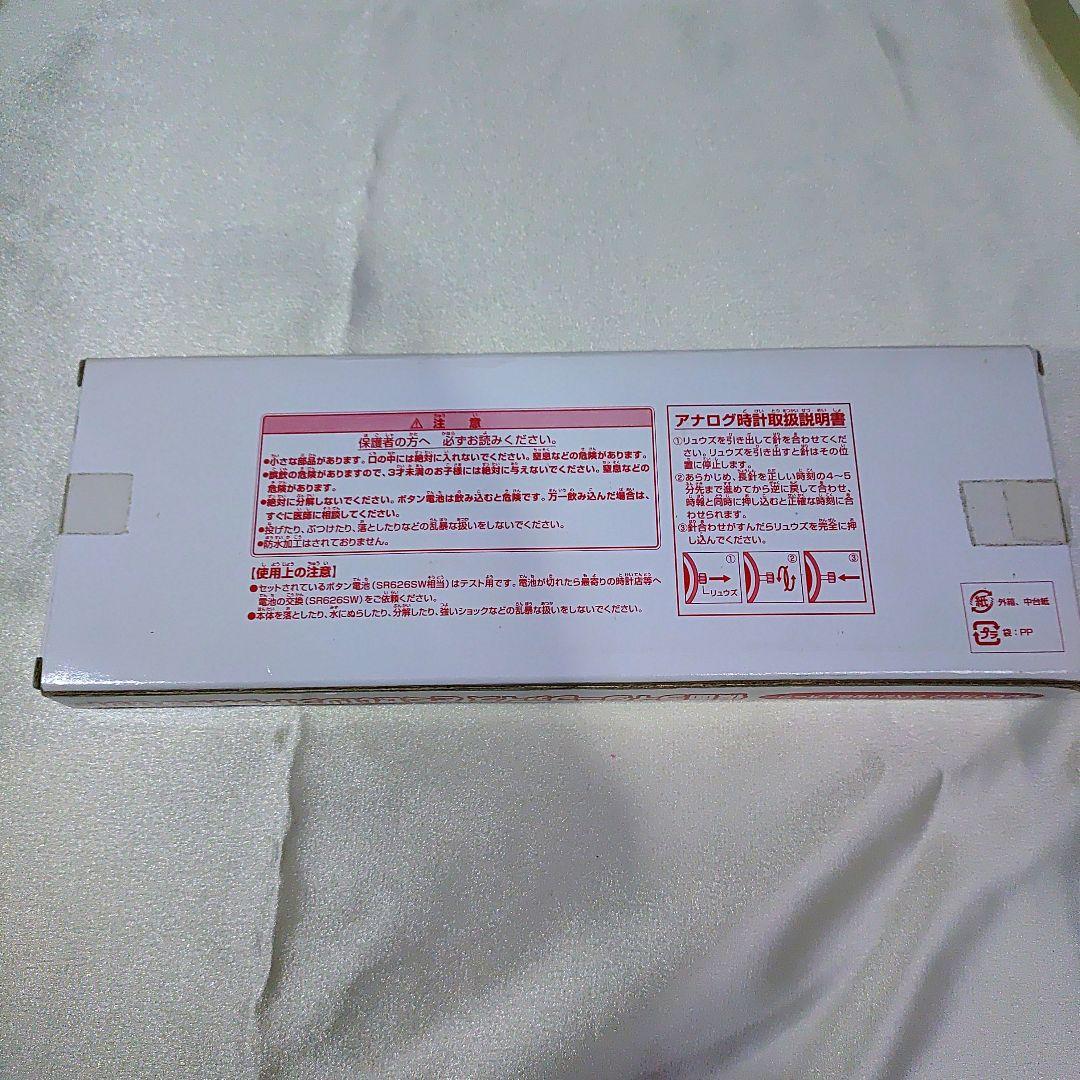 ⚠ 注意
保護者の方へ 必ずお読みください。
●小さな部品があります。口の中には絶対に入れないでください。窒息などの危険があります。
●誤飲の危険がありますので、3才未満のお子様には絶対に与えないでください。窒息などの
危険があります。
●絶対に分解しないでください。ボタン電池は飲み込むと危険です。万一飲み込んだ場合は、
すぐに医師に相談してください。
●投げたり、ぶつけたり、落としたりなどの乱暴な扱いをしないでください。
●防水加工はされておりません。
【使用上の注意】
●セットされているボタン電池(SR626SW相当)はテスト用です。電池が切れたら最寄りの時計店等へ
電池の交換(SR626SW)をご依頼ください。
●本体を落としたり、水にぬらしたり、分解したり、強いショックなどの乱暴な扱いをしないでください。
アナログ時計取扱説明書
①リュウズを引き出して針を合わせてくだ
さい。リュウズを引き出すと針はその位
置に停止します。
②あらかじめ、長針を正しい時刻の4〜5
分先まで進めてから逆に戻して合わせ、
時報と同時に押し込むと正確な時刻に合
わせられます。
③針合わせがすんだらリュウズを完全に押
し込んでください。
① ② ③
リュウズ
紙 外箱、中台紙
プラ 袋：PP